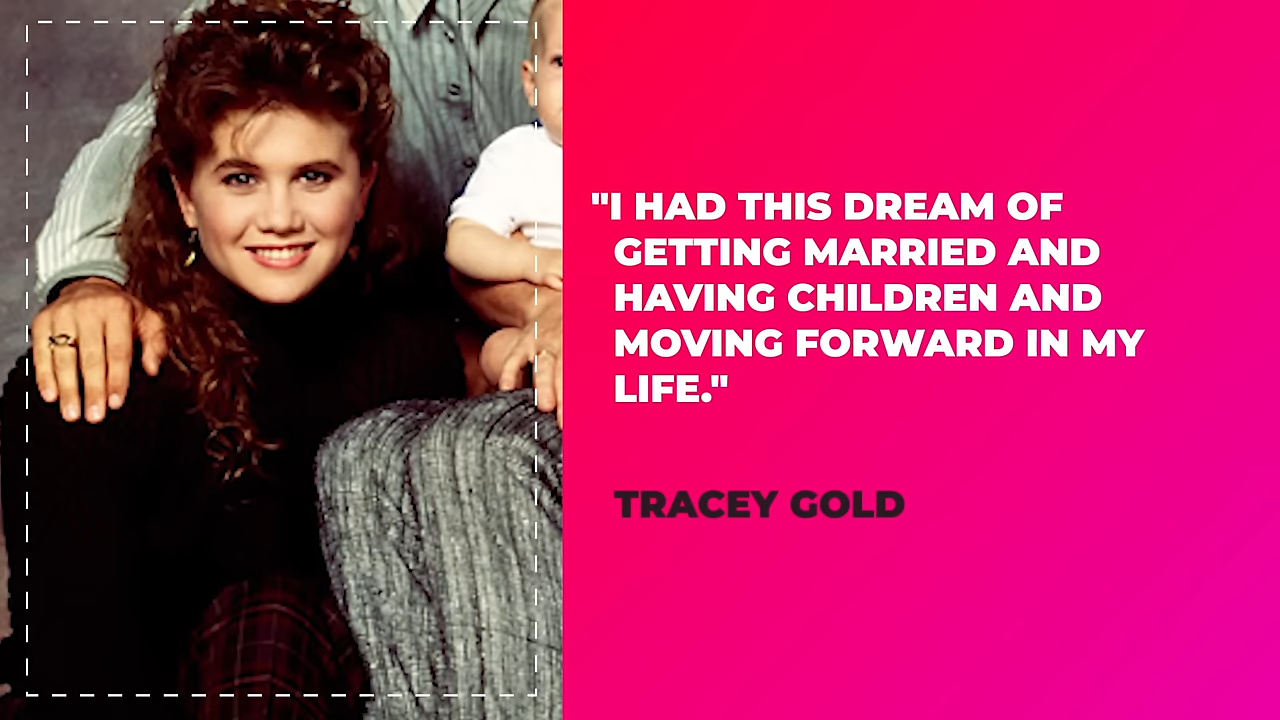 "I HAD THIS DREAM OF
GETTING MARRIED AND
HAVING CHILDREN AND
MOVING FORWARD IN MY
LIFE."
TRACEY GOLD